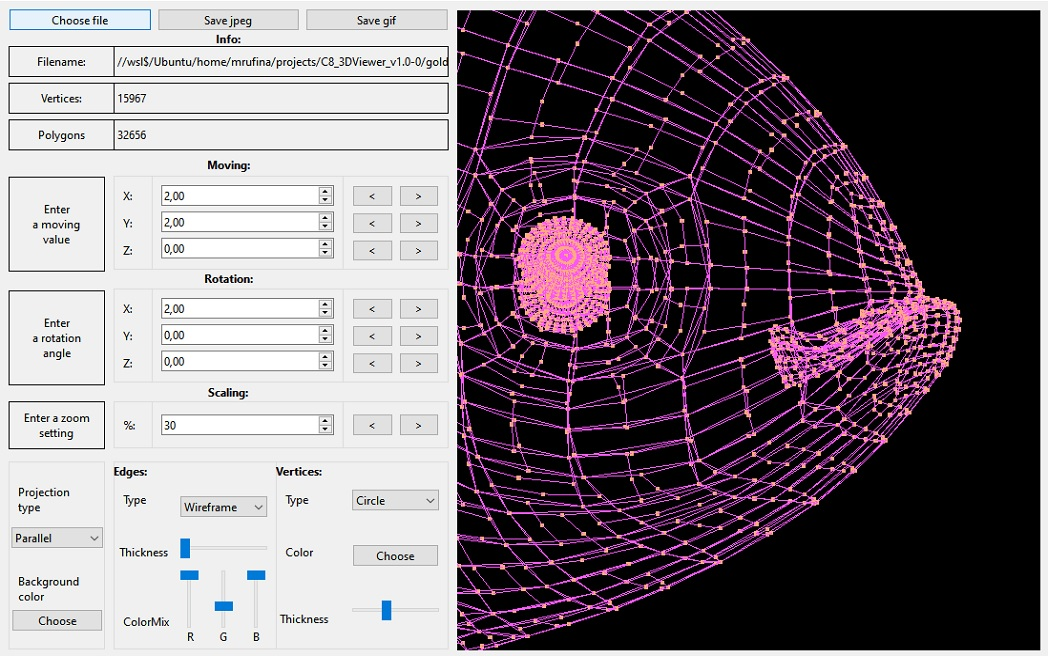 Choose file
Save jpeg
Save gif
Info:
Filename:
//wsl$/Ubuntu/home/mrufina/projects/C8_3DViewer_v1.0-0/gold
Vertices:
15967
Polygons
32656
Moving:
Enter
a moving
value
X:
2,00
<
>
Y:
2,00
<
>
Z:
0,00
<
>
Rotation:
Enter
a rotation
angle
X:
2,00
<
>
Y:
0,00
<
>
Z:
0,00
<
>
Scaling:
Enter a zoom
setting
%:
30
<
>
Projection
type
Parallel
Background
color
Choose
Edges:
Type
Wireframe
Thickness
ColorMix
R
G
B
Vertices:
Type
Circle
Color
Choose
Thickness